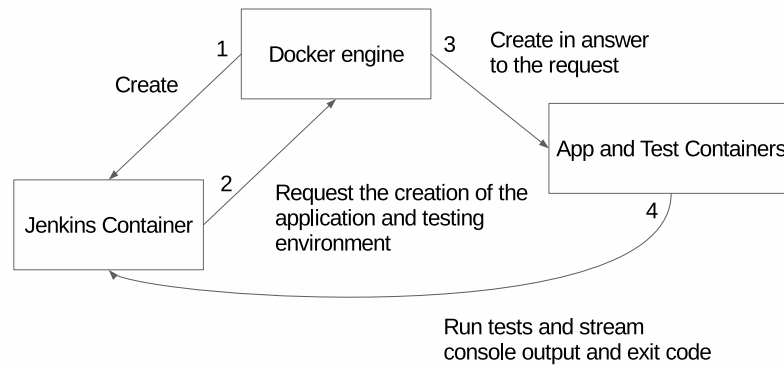 1
Docker engine
3
Create in answer
to the request
Create
App and Test Containers
2
Request the creation of the
application and testing
environment
Jenkins Container
4
Run tests and stream
console output and exit code